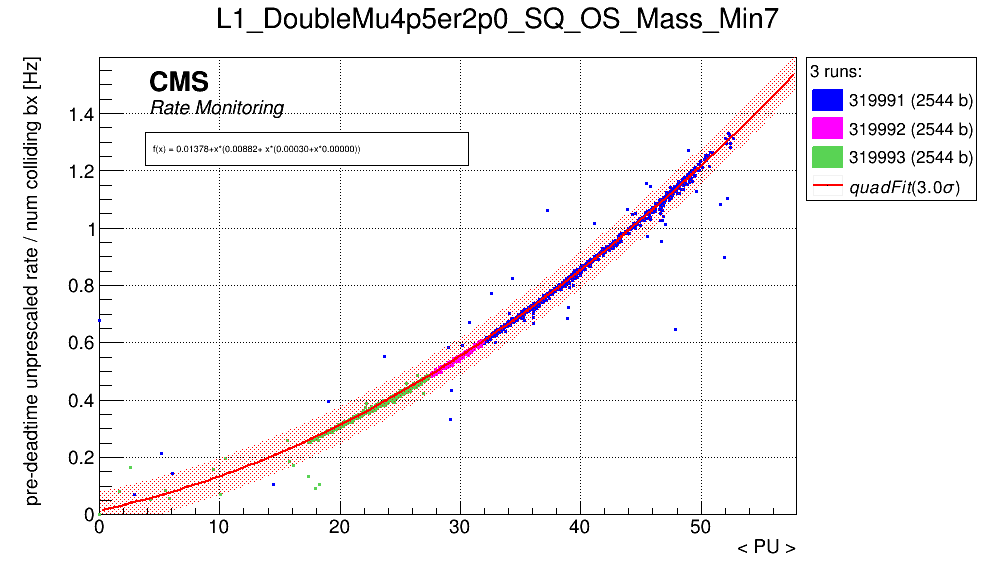 L1_DoubleMu4p5er2p0_SQ_OS_Mass_Min7
pre-deadtime unprescaled rate / num colliding bx [Hz]
CMS
Rate Monitoring
f(x) = 0.01378+x*(0.00882+ x*(0.00030+x*0.00000))
3 runs:
319991 (2544 b)
319992 (2544 b)
319993 (2544 b)
quadFit(3.0σ)
1.4
1.2
1
0.8
0.6
0.4
0.2
0
0 10 20 30 40 50
< PU >